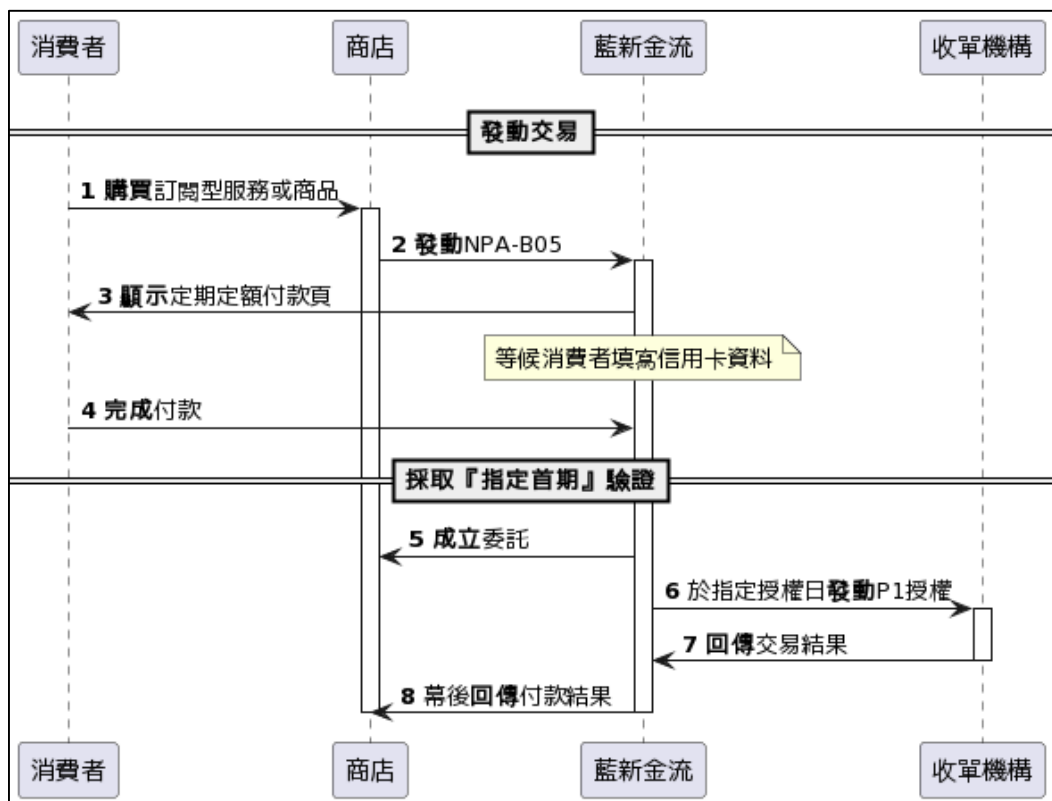 消費者 商店 藍新金流 收單機構
發動交易
1 購買訂閱型服務或商品
2 發動NPA-B05
3 顯示定期定額付款頁
等候消費者填寫信用卡資料
4 完成付款
採取『指定首期』驗證
5 成立委託
6 於指定授權日發動P1授權
7 回傳交易結果
8 幕後回傳付款結果
消費者 商店 藍新金流 收單機構